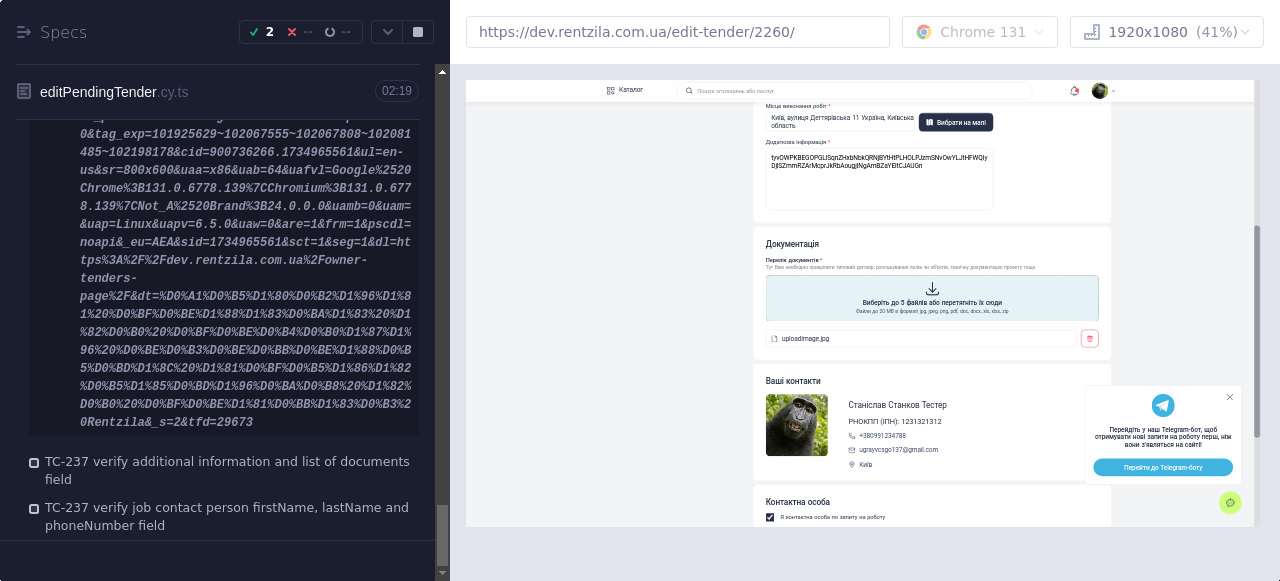 Specs
2
--
--
editPendingTender.cy.ts
02:19
0&tag_exp=101925629~102067555~102067808~102081
485~102198178&cid=900736266.1734965561&ul=en-
us&sr=800x600&uaa=x86&uab=64&uafvl=Google%2520
Chrome%3B131.0.6778.139%7CChromium%3B131.0.677
8.139%7CNot_A%2520Brand%3B24.0.0.0&uamb=0&uam=
&uap=Linux&uapv=6.5.0&uaw=0&are=1&frm=1&pscdl=
noapi&_eu=AEA&sid=1734965561&sct=1&seg=1&dl=ht
tps%3A%2F%2Fdev.rentzila.com.ua%2Fowner-
tenders-
page%2F&dt=%D0%A1%D0%B5%D1%80%D0%B2%D1%96%D1%8
1%20%D0%BF%D0%BE%D1%88%D1%83%D0%BA%D1%83%20%D1
%82%D0%B0%20%D0%BF%D0%BE%D0%B4%D0%B0%D1%87%D1%
96%20%D0%BE%D0%B3%D0%BE%D0%BB%D0%BE%D1%88%D0%B
5%D0%BD%D1%8C%20%D1%81%D0%BF%D0%B5%D1%86%D1%82
%D0%B5%D1%85%D0%BD%D1%96%D0%BA%D0%B8%20%D1%82%
D0%B0%20%D0%BF%D0%BE%D1%81%D0%BB%D1%83%D0%B3%2
0Rentzila&_s=2&tfd=29673
TC-237 verify additional information and list of documents
field
TC-237 verify job contact person firstName, lastName and
phoneNumber field
https://dev.rentzila.com.ua/edit-tender/2260/
Chrome 131
1920x1080 (41%)
Каталог
Пошук оголошень або послуг
Місце виконання робіт *
Київ, вулиця Дегтярівська 11 Україна, Київська
область
Вибрати на мапі
Додаткова інформація *
Документація
Перелік документів *
Тут Вам необхідно прикріпити типовий договір, розташування полів чи об'єктів, технічну документацію проекту тощо
Виберіть до 5 файлів або перетягніть їх сюди
Файли до 20 MB в форматі jpg, jpeg, png, pdf, doc, docx, xls, xlsx, zip
uploadImage.jpg
Ваші контакти
Станіслав Станков Тестер
РНОКПП (ІПН): 1231321312
+380991234788
ugrayvcsgo137@gmail.com
Київ
Перейдіть у наш Telegram-бот, щоб
отримувати нові запити на роботу перш, ніж
вони з'являться на сайті!
Перейти до Telegram-боту
Контактна особа
Я контактна особа по запиту на роботу